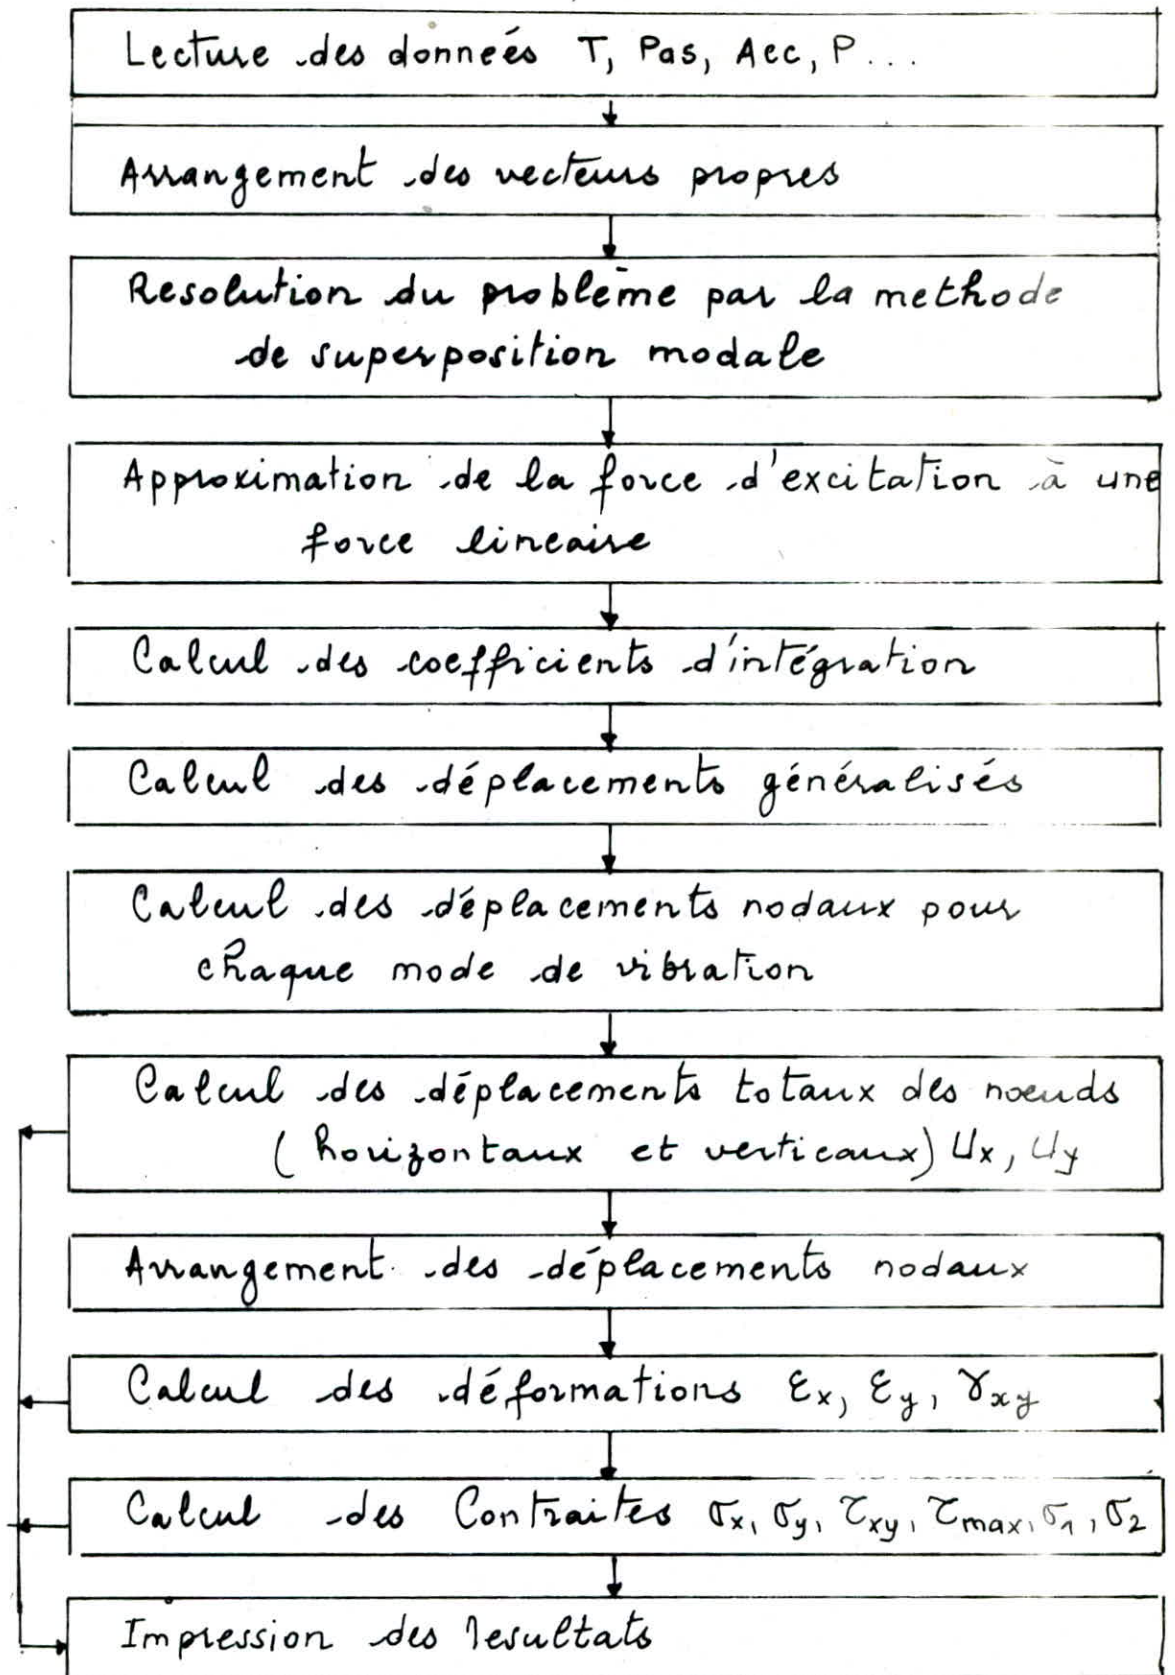 Lecture des données T, Pas, Acc, P...
Arrangement des vecteurs propres
Resolution du problème par la methode
de superposition modale
Approximation de la force d'excitation à une
force lineaire
Calcul des coefficients d'intégration
Calcul des déplacements généralisés
Calcul des déplacements nodaux pour
chaque mode de vibration
Calcul des déplacements totaux des nœuds
(horizontaux et verticaux) Ux, Uy
Arrangement des déplacements nodaux
Calcul des déformations εx, εy, γxy
Calcul des Contraites σx, σy, τxy, τmax, σ1, σ2
Impression des resultats